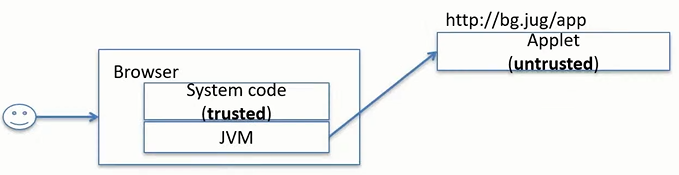 http://bg.jug/app
Applet
(untrusted)
Browser
System code
(trusted)
JVM